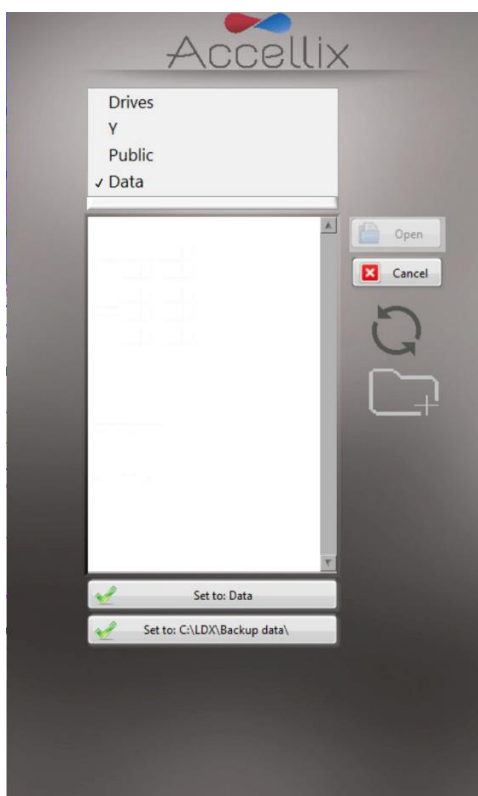 Accellix
Drives
Y
Public
✓ Data
Open
Cancel
Set to: Data
Set to: C:\LDX\Backup data\